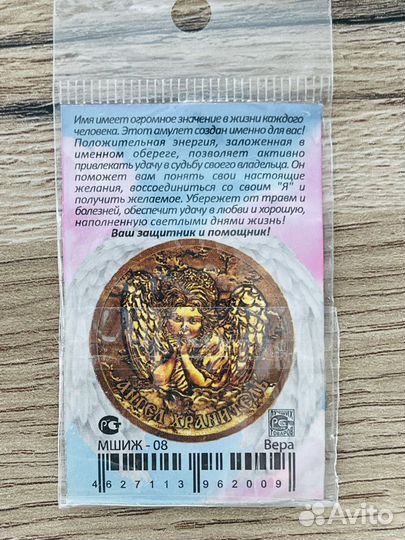 Имя имеет огромное значение в жизни каждого
человека. Этот амулет создан именно для вас!
Положительная энергия, заложенная в
именном обереге, позволяет активно
привлекать удачу в судьбу своего владельца. Он
поможет вам понять свои настоящие
желания, воссоединиться со своим "Я" и
получить желаемое. Убережет от травм и
болезней, обеспечит удачу в любви и хорошую,
наполненную светлыми днями жизнь!
Ваш защитник и помощник!
АНГЕЛ ХРАНИТЕЛЬ
МШИЖ - 08 Вера
4 627113 962009
Avito